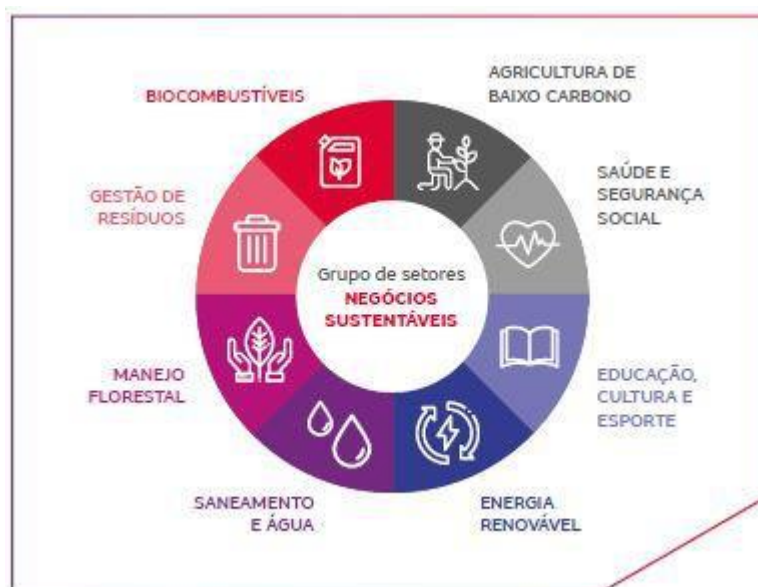 BIOCOMBUSTÍVEIS
AGRICULTURA DE
BAIXO CARBONO
GESTÃO DE
RESÍDUOS
SAÚDE E
SEGURANÇA
SOCIAL
Grupo de setores
NEGÓCIOS
SUSTENTÁVEIS
MANEJO
FLORESTAL
EDUCAÇÃO,
CULTURA E
ESPORTE
SANEAMENTO
E ÁGUA
ENERGIA
RENOVÁVEL